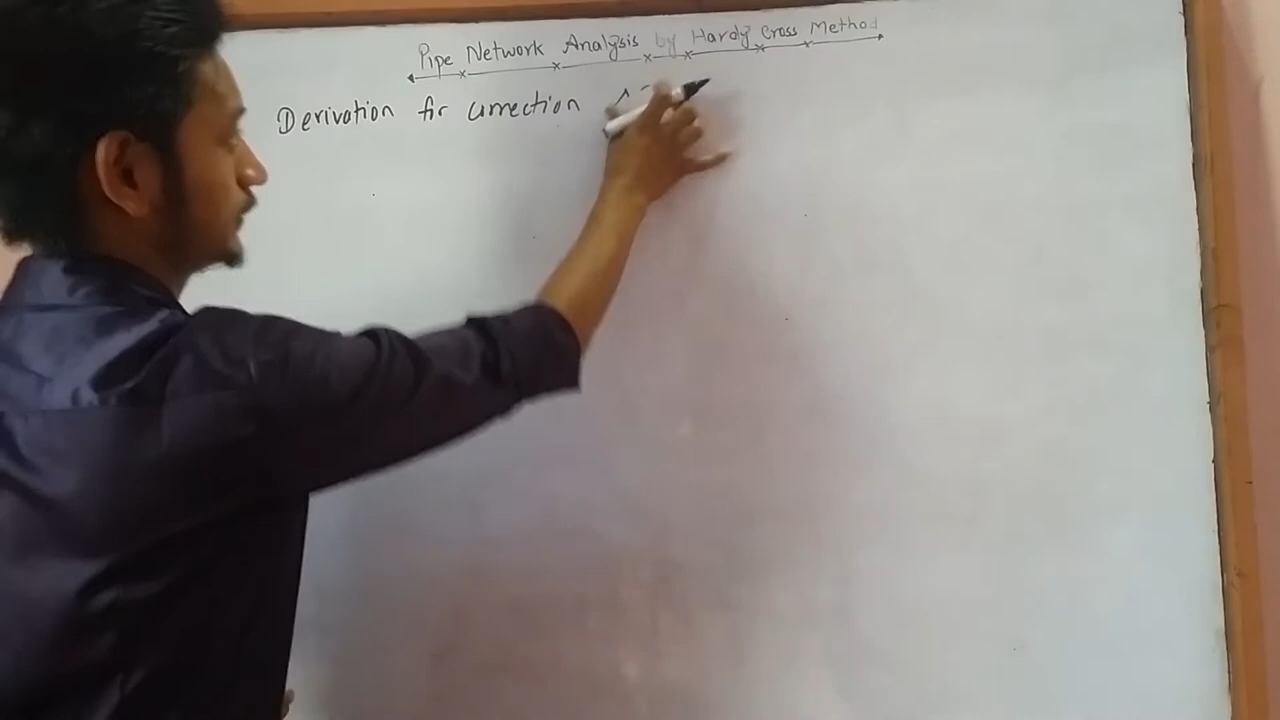 Pipe Network Analysis by Hardy Cross Method
Derivation for correction